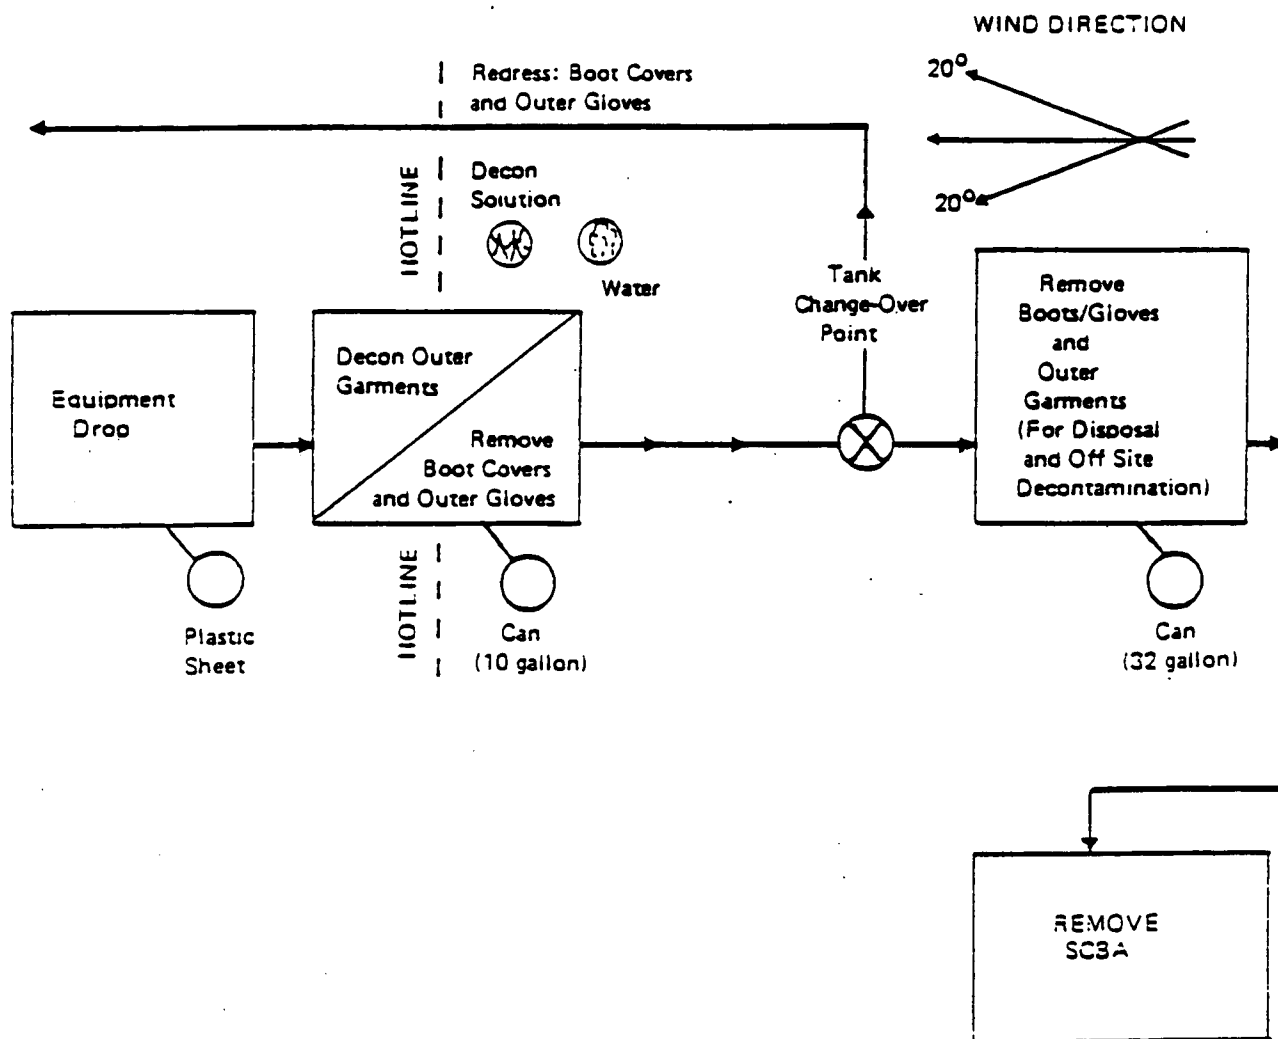 WIND DIRECTION
20°
20°
Redress: Boot Covers
and Outer Gloves
HOTLINE
Decon
Solution
Water
Tank
Change-Over
Point
Equipment
Drop
Decon Outer
Garments
Remove
Boot Covers
and Outer Gloves
Remove
Boots/Gloves
and
Outer
Garments
(For Disposal
and Off Site
Decontamination)
Plastic
Sheet
HOTLINE
Can
(10 gallon)
Can
(32 gallon)
REMOVE
SCBA